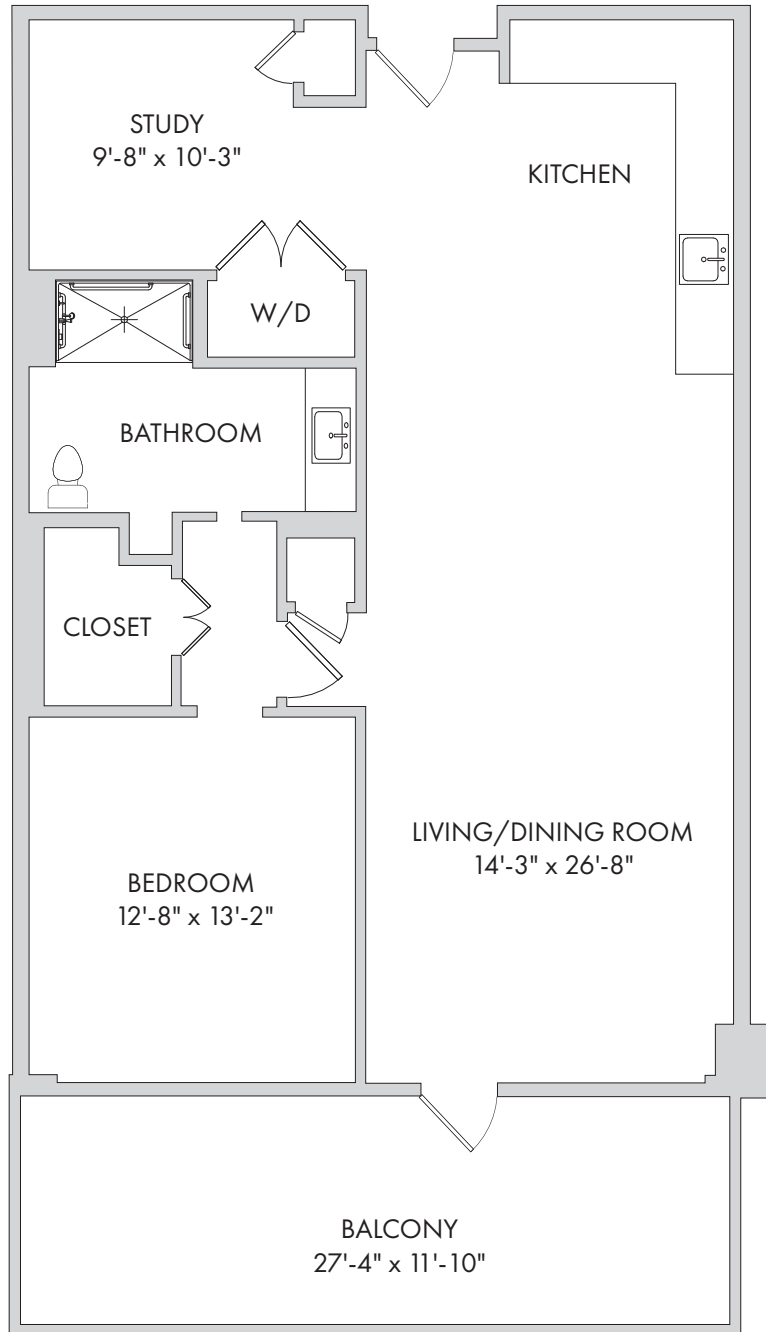 STUDY
9'-8" x 10'-3"
KITCHEN
W/D
BATHROOM
CLOSET
LIVING/DINING ROOM
14'-3" x 26'-8"
BEDROOM
12'-8" x 13'-2"
BALCONY
27'-4" x 11'-10"